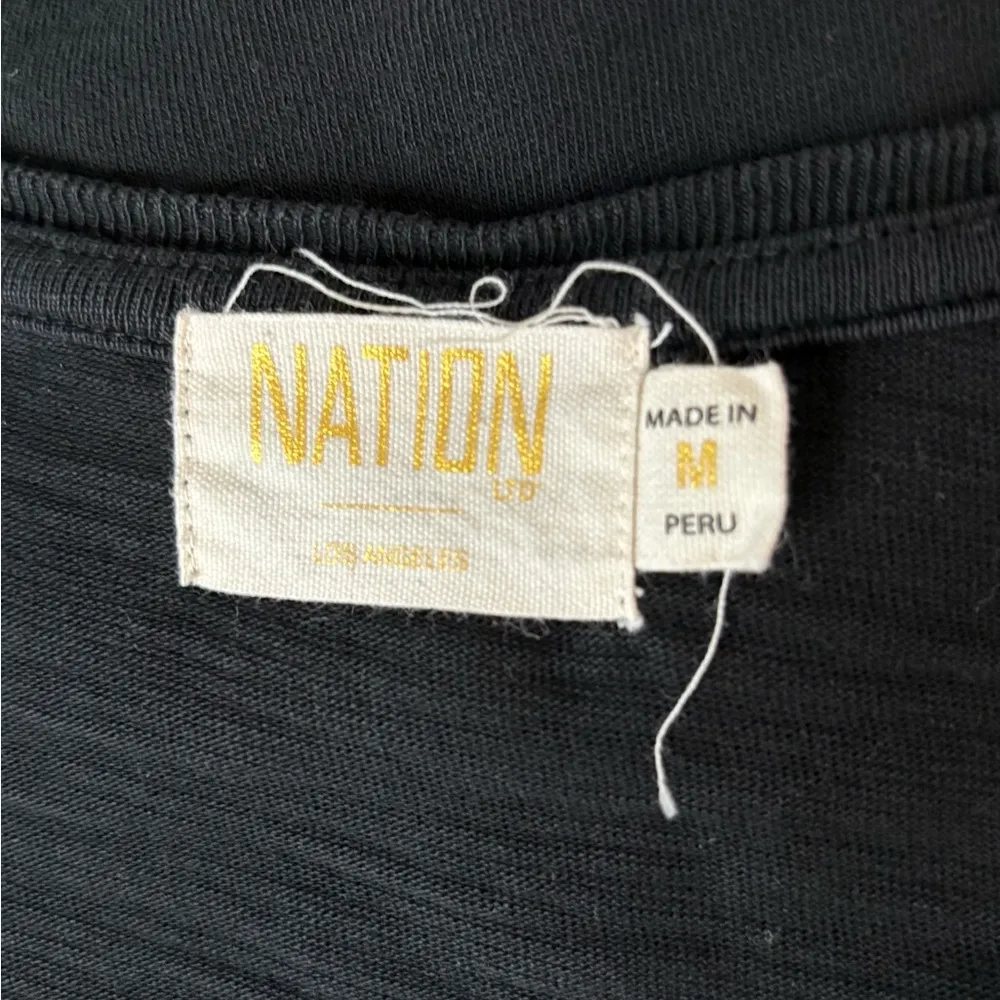 NATION
LTD
LOS ANGELES
MADE IN
M
PERU